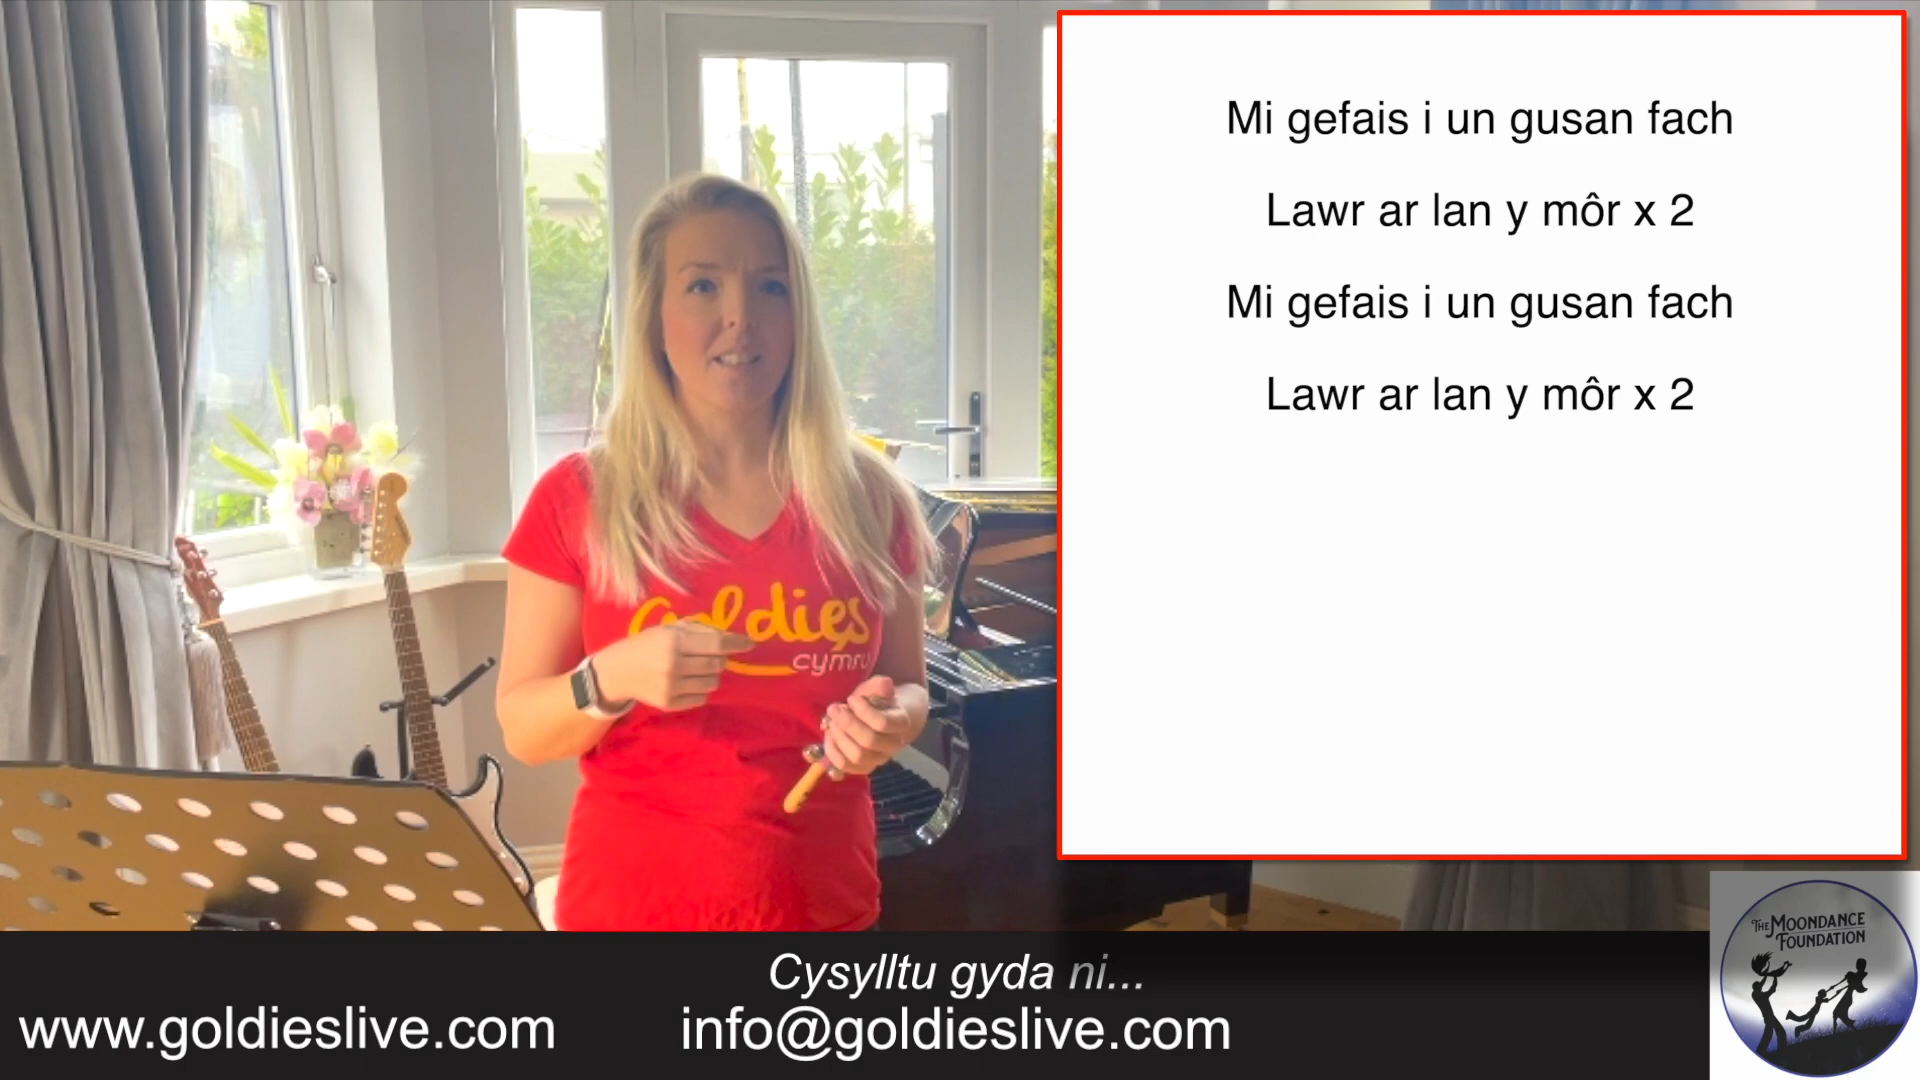 Mi gefais i un gusan fach
Lawr ar lan y môr x 2
Mi gefais i un gusan fach
Lawr ar lan y môr x 2
Goldies
cymru
THE MOONDANCE
FOUNDATION
Cysylltu gyda ni...
www.goldieslive.com
info@goldieslive.com